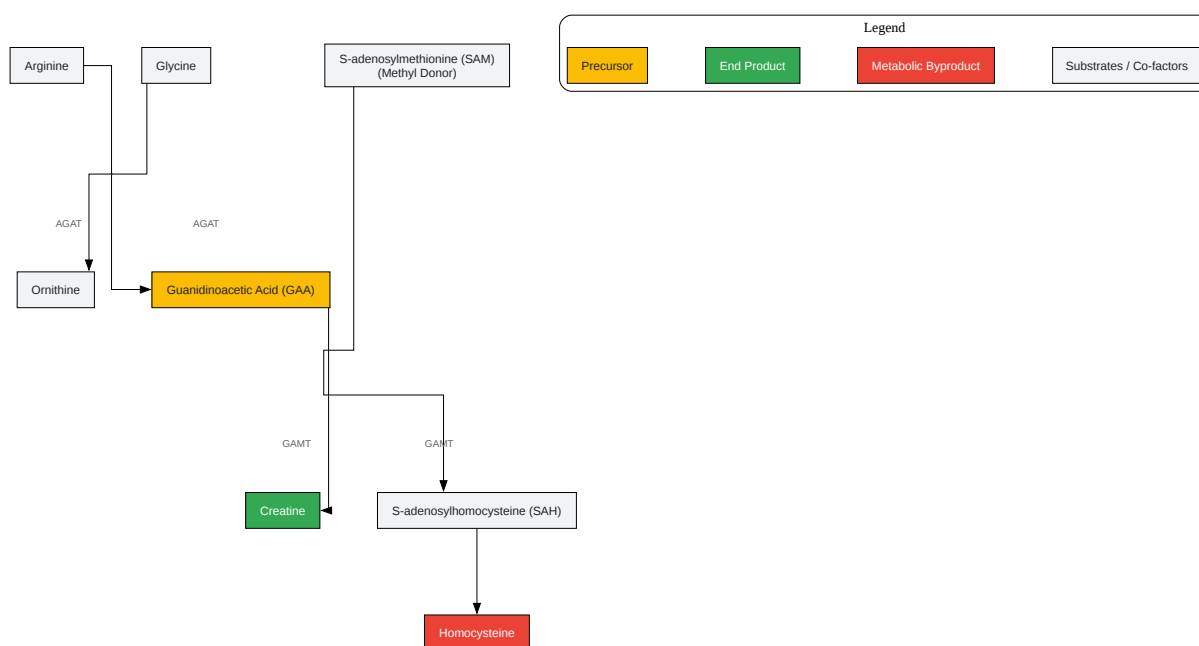 Legend
Arginine
Glycine
S-adenosylmethionine (SAM)
(Methyl Donor)
Precursor
End Product
Metabolic Byproduct
Substrates / Co-factors
AGAT
AGAT
Ornithine
Guanidinoacetic Acid (GAA)
GAMT
GAMT
Creatine
S-adenosylhomocysteine (SAH)
Homocysteine